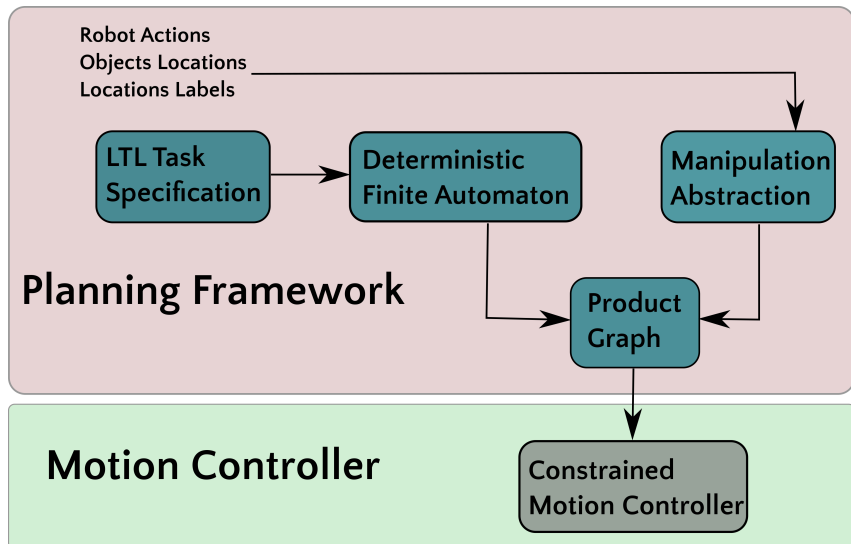 Robot Actions
Objects Locations
Locations Labels
LTL Task
Specification
Deterministic
Finite Automaton
Manipulation
Abstraction
Planning Framework
Product
Graph
Motion Controller
Constrained
Motion Controller